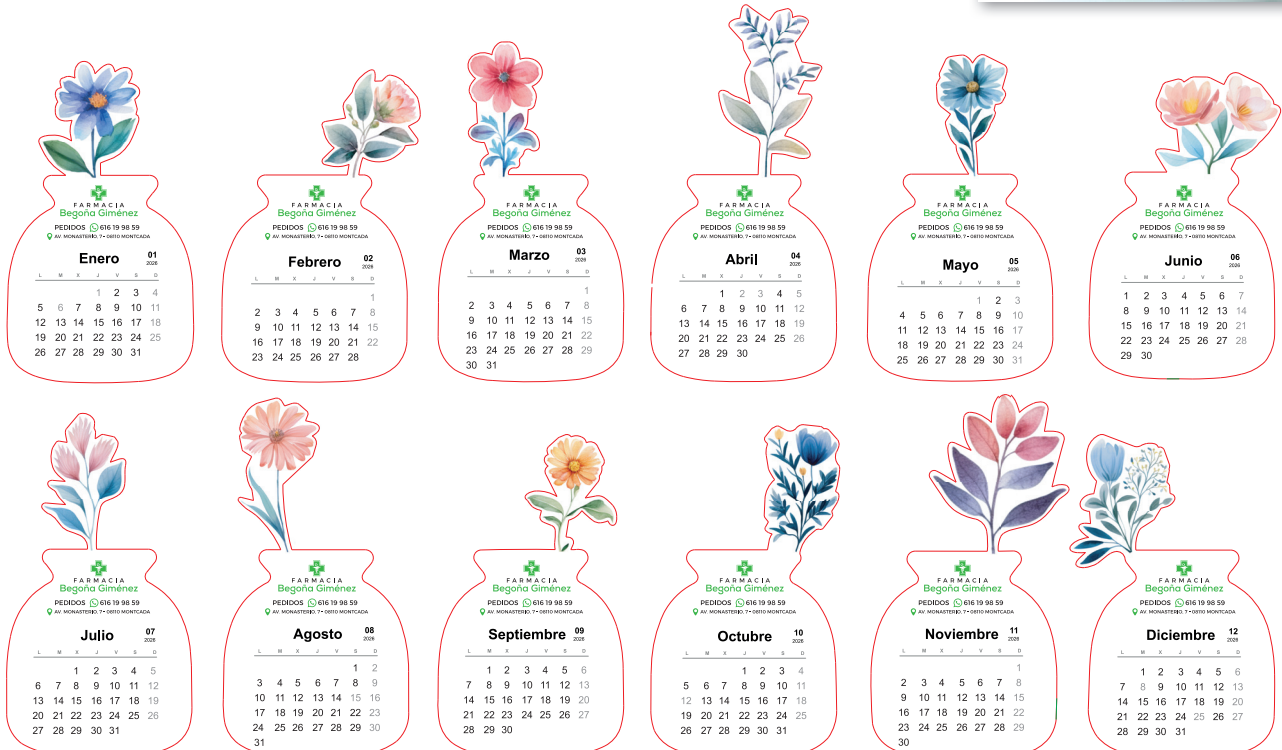 FARMACIA
Begoña Giménez
PEDIDOS 616 19 98 59
AV. MONASTERIO, 7 • 08110 MONTCADA
Enero 01
2026
L M X J V S D
1 2 3 4
5 6 7 8 9 10 11
12 13 14 15 16 17 18
19 20 21 22 23 24 25
26 27 28 29 30 31
FARMACIA
Begoña Giménez
PEDIDOS 616 19 98 59
AV. MONASTERIO, 7 • 08110 MONTCADA
Febrero 02
2026
L M X J V S D
1
2 3 4 5 6 7 8
9 10 11 12 13 14 15
16 17 18 19 20 21 22
23 24 25 26 27 28
FARMACIA
Begoña Giménez
PEDIDOS 616 19 98 59
AV. MONASTERIO, 7 • 08110 MONTCADA
Marzo 03
2026
L M X J V S D
1
2 3 4 5 6 7 8
9 10 11 12 13 14 15
16 17 18 19 20 21 22
23 24 25 26 27 28 29
30 31
FARMACIA
Begoña Giménez
PEDIDOS 616 19 98 59
AV. MONASTERIO, 7 • 08110 MONTCADA
Abril 04
2026
L M X J V S D
1 2 3 4 5
6 7 8 9 10 11 12
13 14 15 16 17 18 19
20 21 22 23 24 25 26
27 28 29 30
FARMACIA
Begoña Giménez
PEDIDOS 616 19 98 59
AV. MONASTERIO, 7 • 08110 MONTCADA
Mayo 05
2026
L M X J V S D
1 2 3
4 5 6 7 8 9 10
11 12 13 14 15 16 17
18 19 20 21 22 23 24
25 26 27 28 29 30 31
FARMACIA
Begoña Giménez
PEDIDOS 616 19 98 59
AV. MONASTERIO, 7 • 08110 MONTCADA
Junio 06
2026
L M X J V S D
1 2 3 4 5 6 7
8 9 10 11 12 13 14
15 16 17 18 19 20 21
22 23 24 25 26 27 28
29 30
FARMACIA
Begoña Giménez
PEDIDOS 616 19 98 59
AV. MONASTERIO, 7 • 08110 MONTCADA
Julio 07
2026
L M X J V S D
1 2 3 4 5
6 7 8 9 10 11 12
13 14 15 16 17 18 19
20 21 22 23 24 25 26
27 28 29 30 31
FARMACIA
Begoña Giménez
PEDIDOS 616 19 98 59
AV. MONASTERIO, 7 • 08110 MONTCADA
Agosto 08
2026
L M X J V S D
1 2
3 4 5 6 7 8 9
10 11 12 13 14 15 16
17 18 19 20 21 22 23
24 25 26 27 28 29 30
31
FARMACIA
Begoña Giménez
PEDIDOS 616 19 98 59
AV. MONASTERIO, 7 • 08110 MONTCADA
Septiembre 09
2026
L M X J V S D
1 2 3 4 5 6
7 8 9 10 11 12 13
14 15 16 17 18 19 20
21 22 23 24 25 26 27
28 29 30
FARMACIA
Begoña Giménez
PEDIDOS 616 19 98 59
AV. MONASTERIO, 7 • 08110 MONTCADA
Octubre 10
2026
L M X J V S D
1 2 3 4
5 6 7 8 9 10 11
12 13 14 15 16 17 18
19 20 21 22 23 24 25
26 27 28 29 30 31
FARMACIA
Begoña Giménez
PEDIDOS 616 19 98 59
AV. MONASTERIO, 7 • 08110 MONTCADA
Noviembre 11
2026
L M X J V S D
1
2 3 4 5 6 7 8
9 10 11 12 13 14 15
16 17 18 19 20 21 22
23 24 25 26 27 28 29
30
FARMACIA
Begoña Giménez
PEDIDOS 616 19 98 59
AV. MONASTERIO, 7 • 08110 MONTCADA
Diciembre 12
2026
L M X J V S D
1 2 3 4 5 6
7 8 9 10 11 12 13
14 15 16 17 18 19 20
21 22 23 24 25 26 27
28 29 30 31